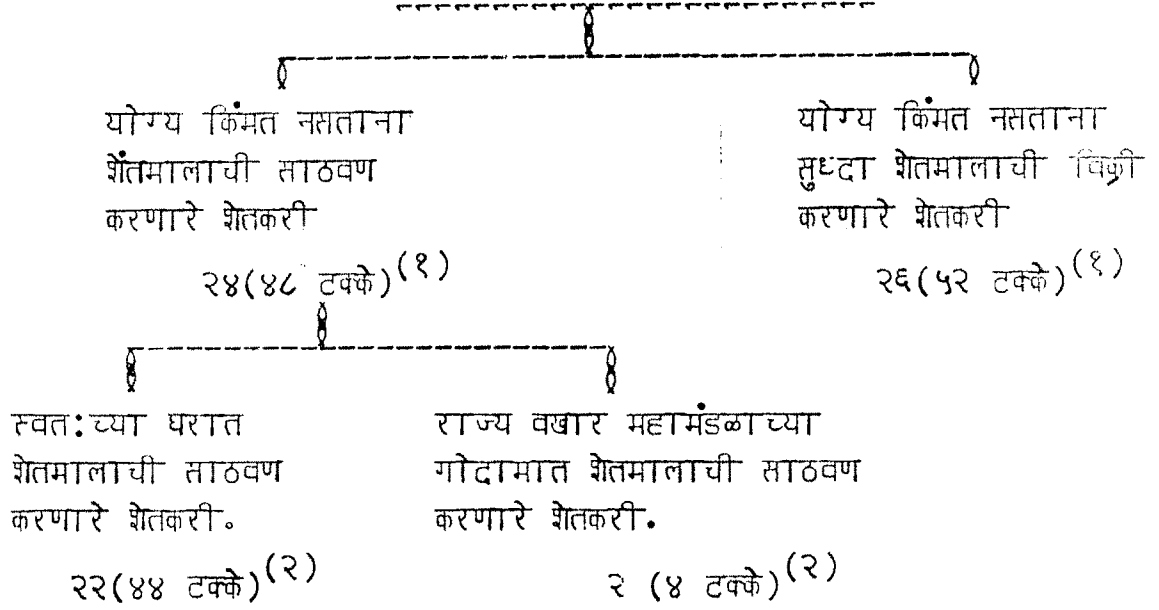 योग्य किंमत नसताना
शेंतमालाची साठवण
करणारे शेतकरी
२४(४८ टक्के)(१)
योग्य किंमत नसताना
सुध्दा शेतमालाची विक्री
करणारे शेतकरी
२६(५२ टक्के)(१)
स्वत:च्या घरात
शेतमालाची साठवण
करणारे शेतकरी.
२२(४४ टक्के)(२)
राज्य वखार महामंडळाच्या
गोदामात शेतमालाची साठवण
करणारे शेतकरी.
२ (४ टक्के)(२)